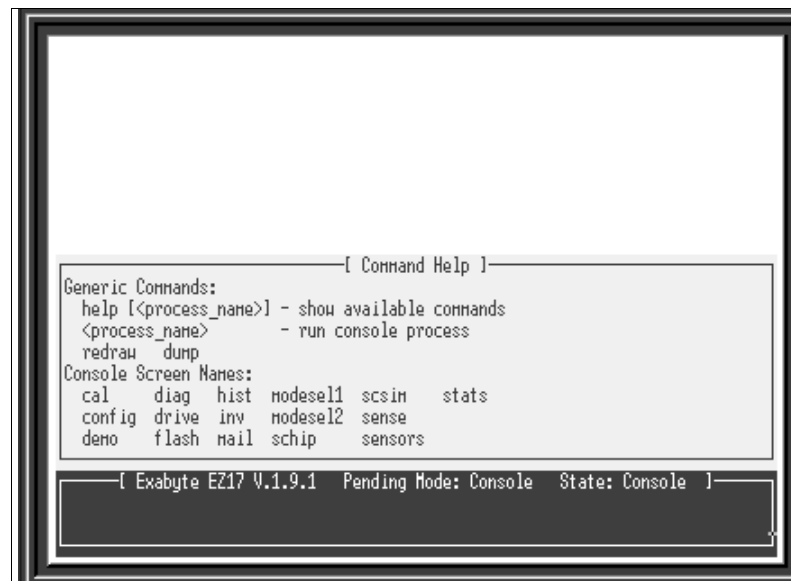 [ Command Help ]
Generic Commands:
help [<process_name>] - show available commands
<process_name> - run console process
redraw dump
Console Screen Names:
cal diag hist modesel1 scsim stats
config drive inv modesel2 sense
demo flash mail schip sensors
[ Exabyte EZ17 V.1.9.1 Pending Mode: Console State: Console ]